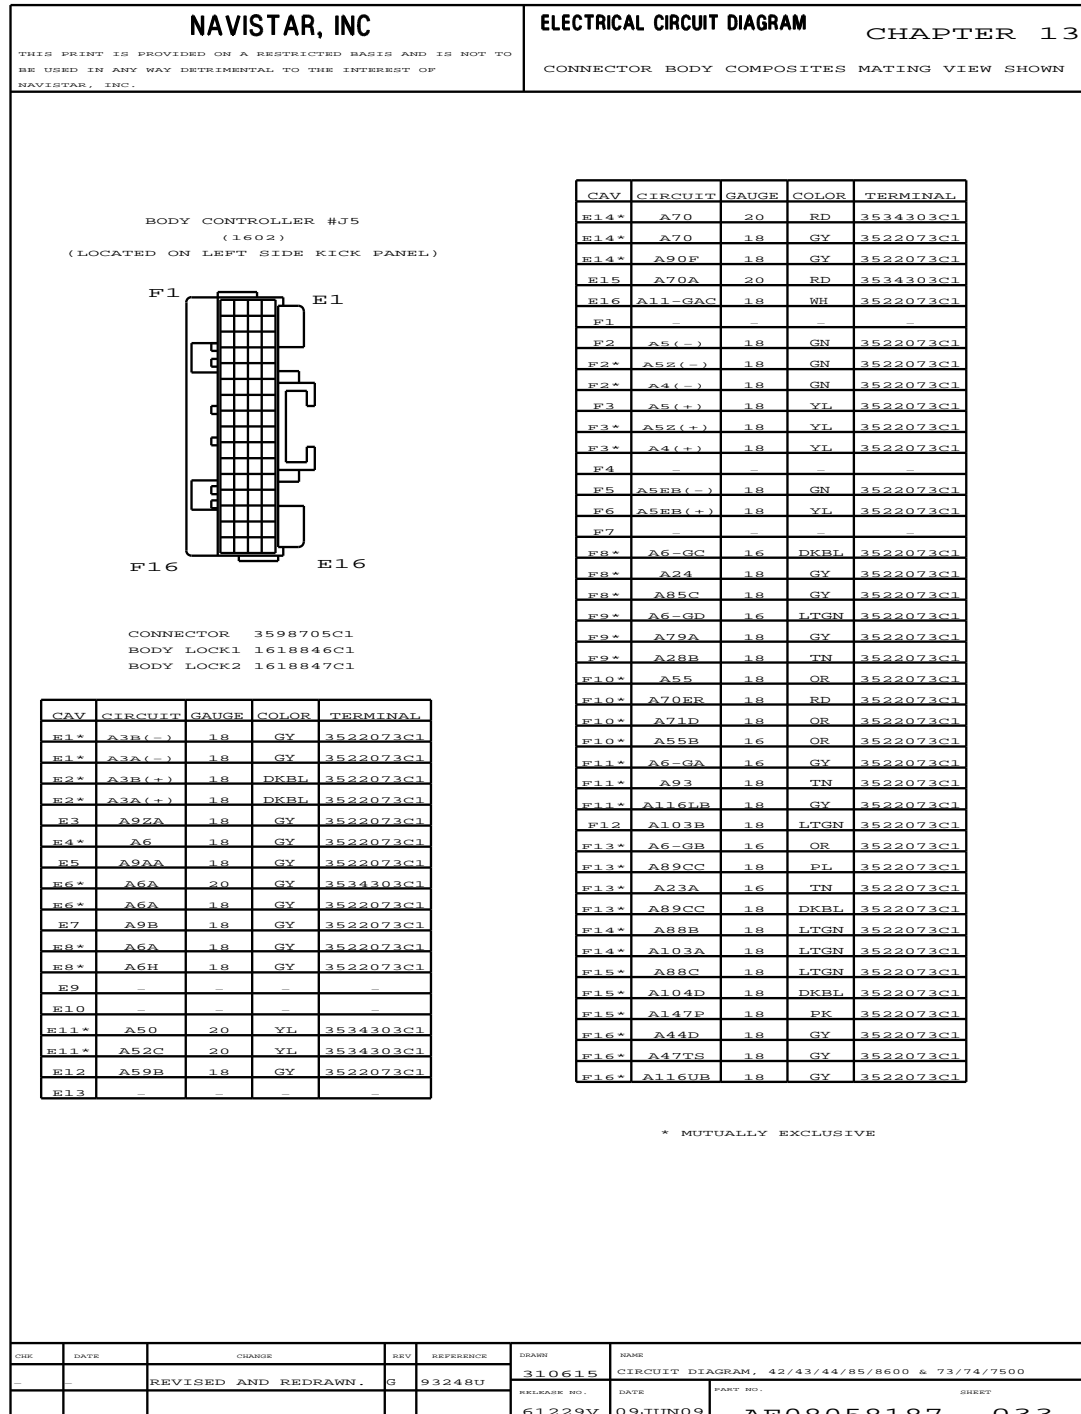 NAVISTAR, INC
THIS PRINT IS PROVIDED ON A RESTRICTED BASIS AND IS NOT TO
BE USED IN ANY WAY DETRIMENTAL TO THE INTEREST OF
NAVISTAR, INC.
ELECTRICAL CIRCUIT DIAGRAM
CHAPTER 13
CONNECTOR BODY COMPOSITES MATING VIEW SHOWN
BODY CONTROLLER #J5
(1602)
(LOCATED ON LEFT SIDE KICK PANEL)
F1 E1
F16 E16
CONNECTOR 3598705C1
BODY LOCK1 1618846C1
BODY LOCK2 1618847C1
CAV CIRCUIT GAUGE COLOR TERMINAL
E1* A3B(-) 18 GY 3522073C1
E1* A3A(-) 18 GY 3522073C1
E2* A3B(+) 18 DKBL 3522073C1
E2* A3A(+) 18 DKBL 3522073C1
E3 A9ZA 18 GY 3522073C1
E4* A6 18 GY 3522073C1
E5 A9AA 18 GY 3522073C1
E6* A6A 20 GY 3534303C1
E6* A6A 18 GY 3522073C1
E7 A9B 18 GY 3522073C1
E8* A6A 18 GY 3522073C1
E8* A6H 18 GY 3522073C1
E9 - - - -
E10 - - - -
E11* A50 20 YL 3534303C1
E11* A52C 20 YL 3534303C1
E12 A59B 18 GY 3522073C1
E13 - - - -
CAV CIRCUIT GAUGE COLOR TERMINAL
E14* A70 20 RD 3534303C1
E14* A70 18 GY 3522073C1
E14* A90F 18 GY 3522073C1
E15 A70A 20 RD 3534303C1
E16 A11-GAC 18 WH 3522073C1
F1 - - - -
F2 A5(-) 18 GN 3522073C1
F2* A5Z(-) 18 GN 3522073C1
F2* A4(-) 18 GN 3522073C1
F3 A5(+) 18 YL 3522073C1
F3* A5Z(+) 18 YL 3522073C1
F3* A4(+) 18 YL 3522073C1
F4 - - - -
F5 A5EB(-) 18 GN 3522073C1
F6 A5EB(+) 18 YL 3522073C1
F7 - - - -
F8* A6-GC 16 DKBL 3522073C1
F8* A24 18 GY 3522073C1
F8* A85C 18 GY 3522073C1
F9* A6-GD 16 LTGN 3522073C1
F9* A79A 18 GY 3522073C1
F9* A28B 18 TN 3522073C1
F10* A55 18 OR 3522073C1
F10* A70ER 18 RD 3522073C1
F10* A71D 18 OR 3522073C1
F10* A55B 16 OR 3522073C1
F11* A6-GA 16 GY 3522073C1
F11* A93 18 TN 3522073C1
F11* A116LB 18 GY 3522073C1
F12 A103B 18 LTGN 3522073C1
F13* A6-GB 16 OR 3522073C1
F13* A89CC 18 PL 3522073C1
F13* A23A 16 TN 3522073C1
F13* A89CC 18 DKBL 3522073C1
F14* A88B 18 LTGN 3522073C1
F14* A103A 18 LTGN 3522073C1
F15* A88C 18 LTGN 3522073C1
F15* A104D 18 DKBL 3522073C1
F15* A147P 18 PK 3522073C1
F16* A44D 18 GY 3522073C1
F16* A47TS 18 GY 3522073C1
F16* A116UB 18 GY 3522073C1
* MUTUALLY EXCLUSIVE
CHK DATE CHANGE REV REFERENCE
- - REVISED AND REDRAWN. G 93248U
DRAWN
310615
NAME
CIRCUIT DIAGRAM, 42/43/44/85/8600 & 73/74/7500
RELEASE NO.
61229Y
DATE
09JUN09
PART NO. SHEET
AE08058187 033